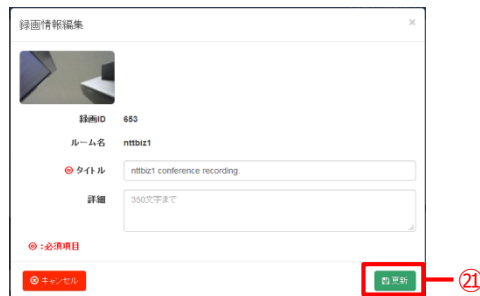 録画情報編集 ×
録画ID 653
ルーム名 nttbiz1
◎ タイトル nttbiz1 conference recording.
詳細 350文字まで
◎ :必須項目
キャンセル 更新 ㉑